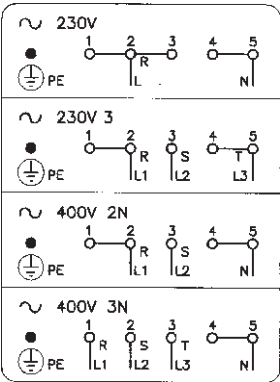 ~ 230V
1 2 3 4 5
R
PE L N
~ 230V 3
1 2 3 4 5
R S T
PE L1 L2 L3
~ 400V 2N
1 2 3 4 5
R S
PE L1 L2 N
~ 400V 3N
1 2 3 4 5
R S T
PE L1 L2 L3 N